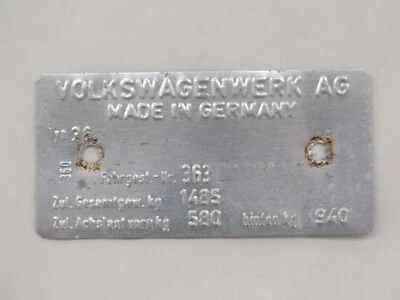 VOLKSWAGENWERK AG
MADE IN GERMANY
36
Fahrgest.-Nr. 363
Zul. Gesamtgew. kg 1485
Zul. Achslast vorn kg 580 hinten kg 940